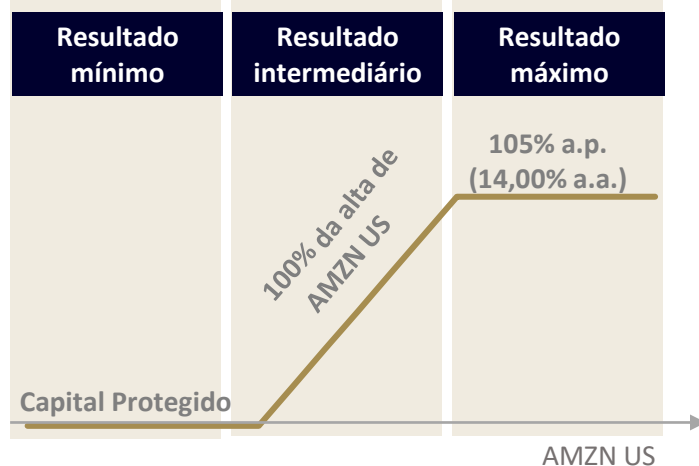 Resultado
mínimo
Resultado
intermediário
Resultado
máximo
105% a.p.
(14,00% a.a.)
100% da alta de
AMZN US
Capital Protegido
AMZN US